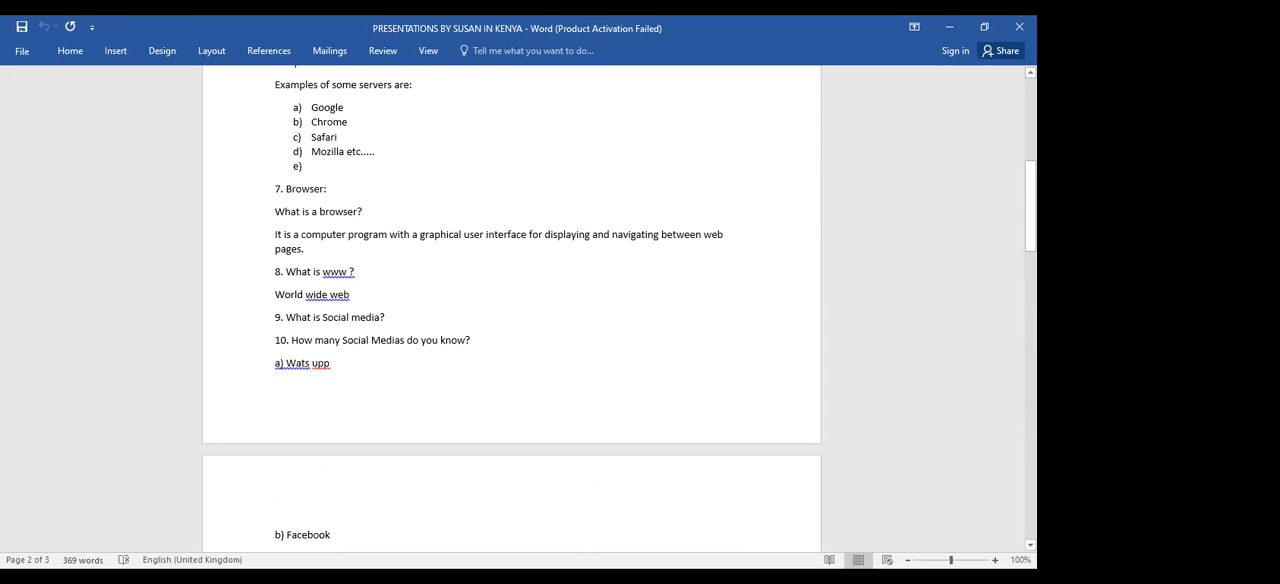 PRESENTATIONS BY SUSAN IN KENYA - Word (Product Activation Failed)
File Home Insert Design Layout References Mailings Review View Tell me what you want to do... Sign in Share
Examples of some servers are:
a) Google
b) Chrome
c) Safari
d) Mozilla etc.....
e)
7. Browser:
What is a browser?
It is a computer program with a graphical user interface for displaying and navigating between web
pages.
8. What is www ?
World wide web
9. What is Social media?
10. How many Social Medias do you know?
a) Wats upp
b) Facebook
Page 2 of 3 369 words English (United Kingdom) 100%